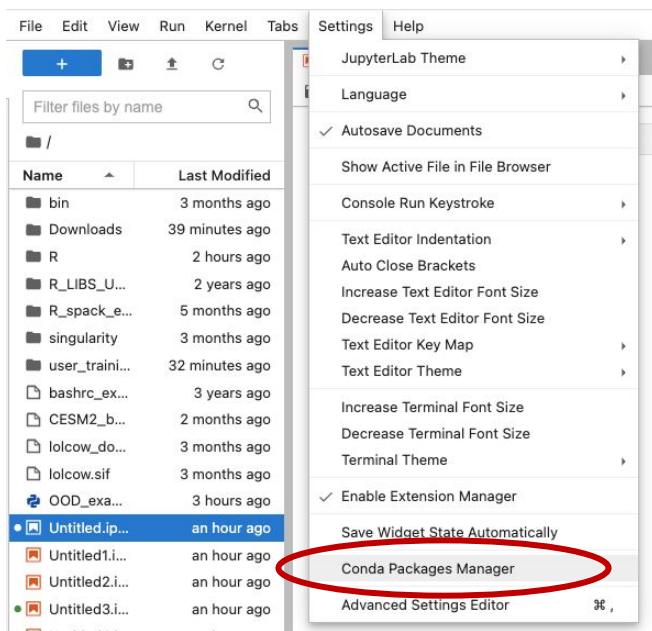 File Edit View Run Kernel Tabs Settings Help
Filter files by name
/
Name Last Modified
bin 3 months ago
Downloads 39 minutes ago
R 2 hours ago
R_LIBS_U... 2 years ago
R_spack_e... 5 months ago
singularity 3 months ago
user_traini... 32 minutes ago
bashrc_ex... 3 years ago
CESM2_b... 2 months ago
lolcow_do... 3 months ago
lolcow.sif 3 months ago
OOD_exa... 3 hours ago
Untitled.ip... an hour ago
Untitled1.i... an hour ago
Untitled2.i... an hour ago
Untitled3.i... an hour ago
JupyterLab Theme
Language
Autosave Documents
Show Active File in File Browser
Console Run Keystroke
Text Editor Indentation
Auto Close Brackets
Increase Text Editor Font Size
Decrease Text Editor Font Size
Text Editor Key Map
Text Editor Theme
Increase Terminal Font Size
Decrease Terminal Font Size
Terminal Theme
Enable Extension Manager
Save Widget State Automatically
Conda Packages Manager
Advanced Settings Editor ⌘ ,